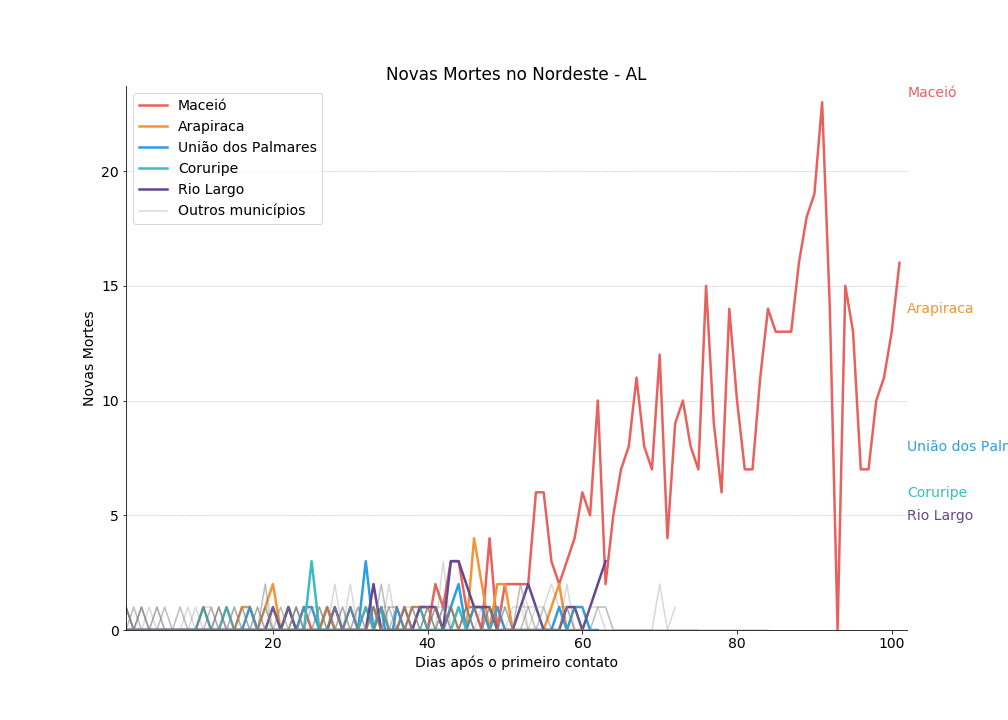 Novas Mortes no Nordeste - AL
Maceió
Arapiraca
União dos Palmares
Coruripe
Rio Largo
Outros municípios
Maceió
Arapiraca
União dos Palr
Coruripe
Rio Largo
Novas Mortes
20
15
10
5
0
20
40
60
80
100
Dias após o primeiro contato